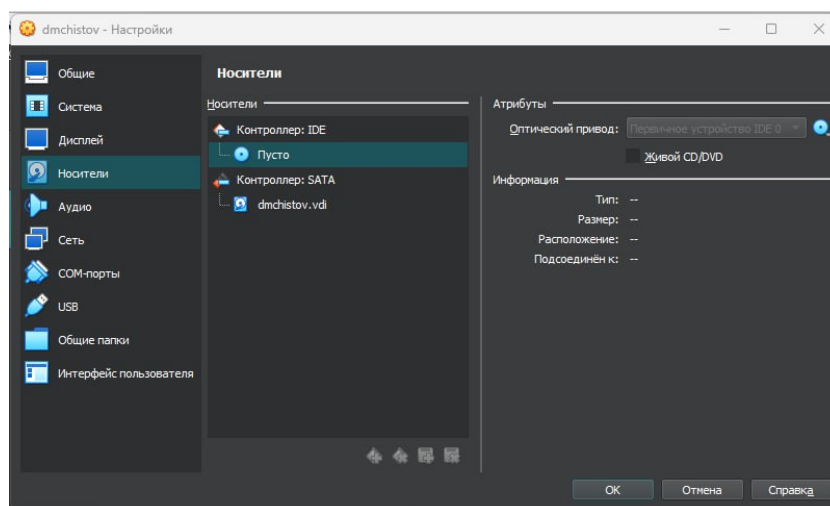 dmchistov - Настройки
Общие
Система
Дисплей
Носители
Аудио
Сеть
COM-порты
USB
Общие папки
Интерфейс пользователя
Носители
Носители
Контроллер: IDE
Пусто
Контроллер: SATA
dmchistov.vdi
Атрибуты
Оптический привод: Первичное устройство IDE 0
Живой CD/DVD
Информация
Тип: --
Размер: --
Расположение: --
Подсоединён к: --
OK Отмена Справка